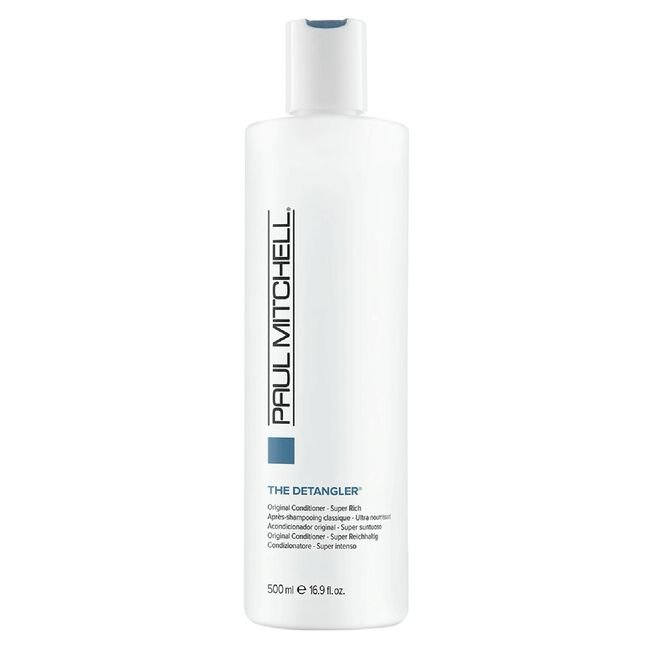 PAUL MITCHELL®
THE DETANGLER®
Original Conditioner - Super Rich
Après-shampooing classique - Ultra nourrissant
Acondicionador original - Super suntuoso
Original Conditioner - Super Reichhaltig
Condizionatore - Super intenso
500 ml ℮ 16.9 fl. oz.